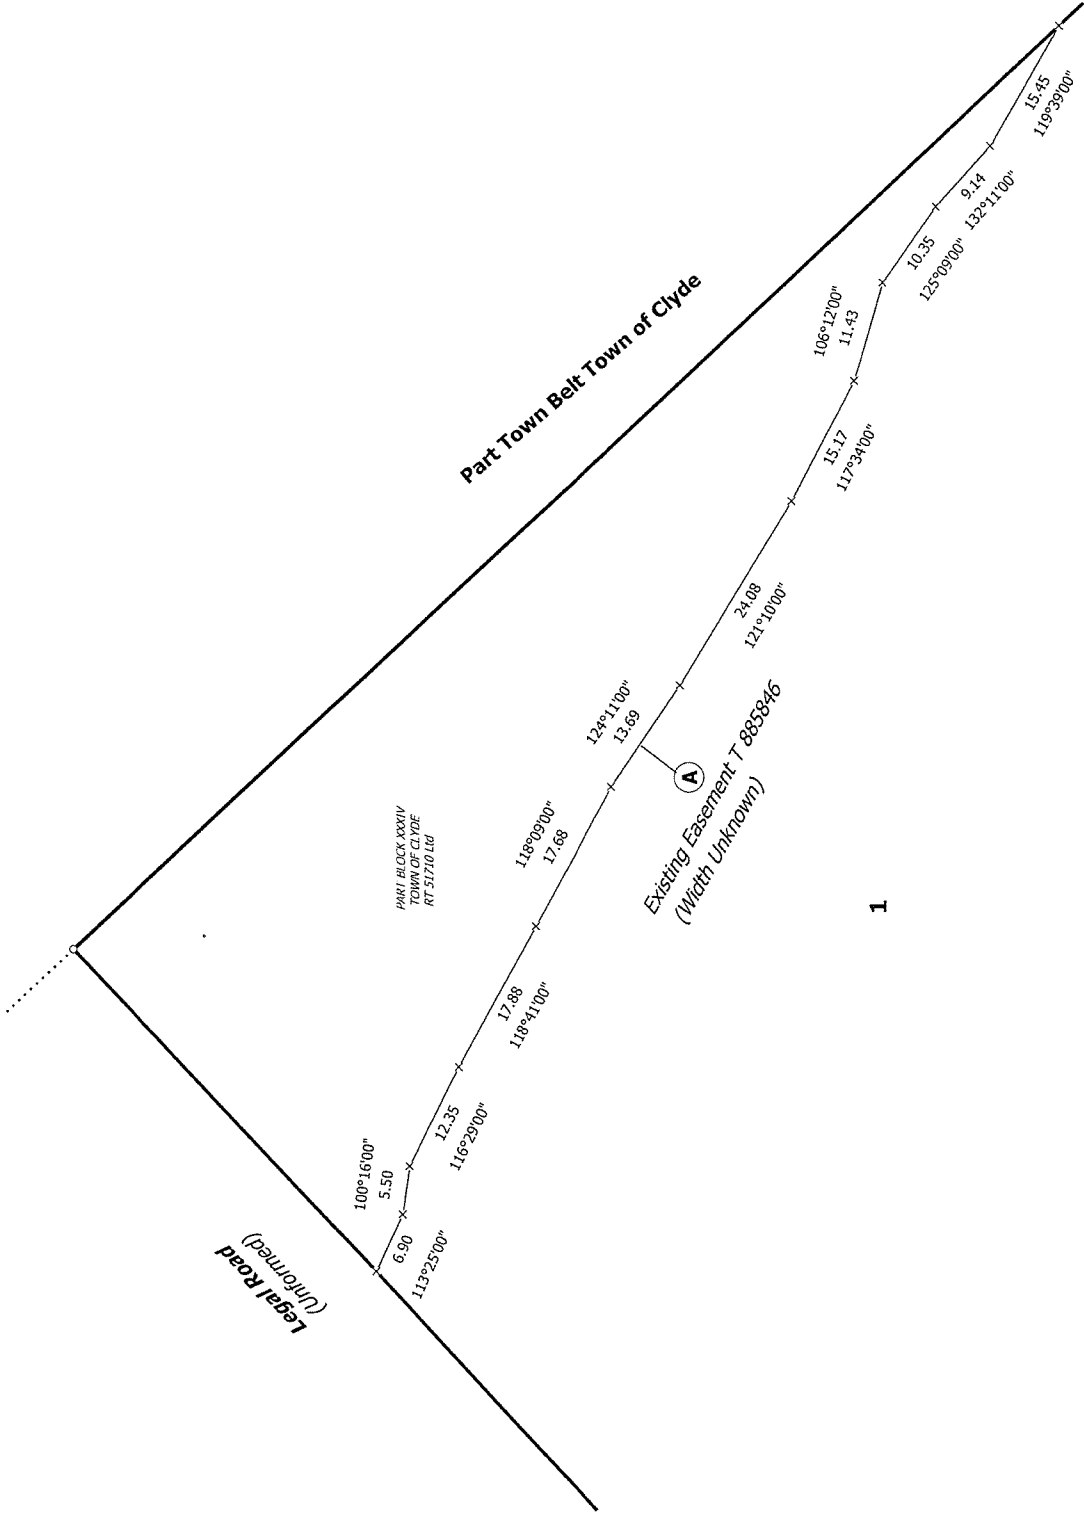 Part Town Belt Town of Clyde
15.45
119°39'00"
9.14
132°11'00"
10.35
125°09'00"
106°12'00"
11.43
15.17
117°34'00"
24.08
121°10'00"
124°11'00"
13.69
A
Existing Easement T 885846
(Width Unknown)
118°09'00"
17.68
PART BLOCK XXXIV
TOWN OF CLYDE
RT 51710 Ltd
1
17.88
118°41'00"
12.35
116°29'00"
100°16'00"
5.50
6.90
113°25'00"
Legal Road
(Unformed)